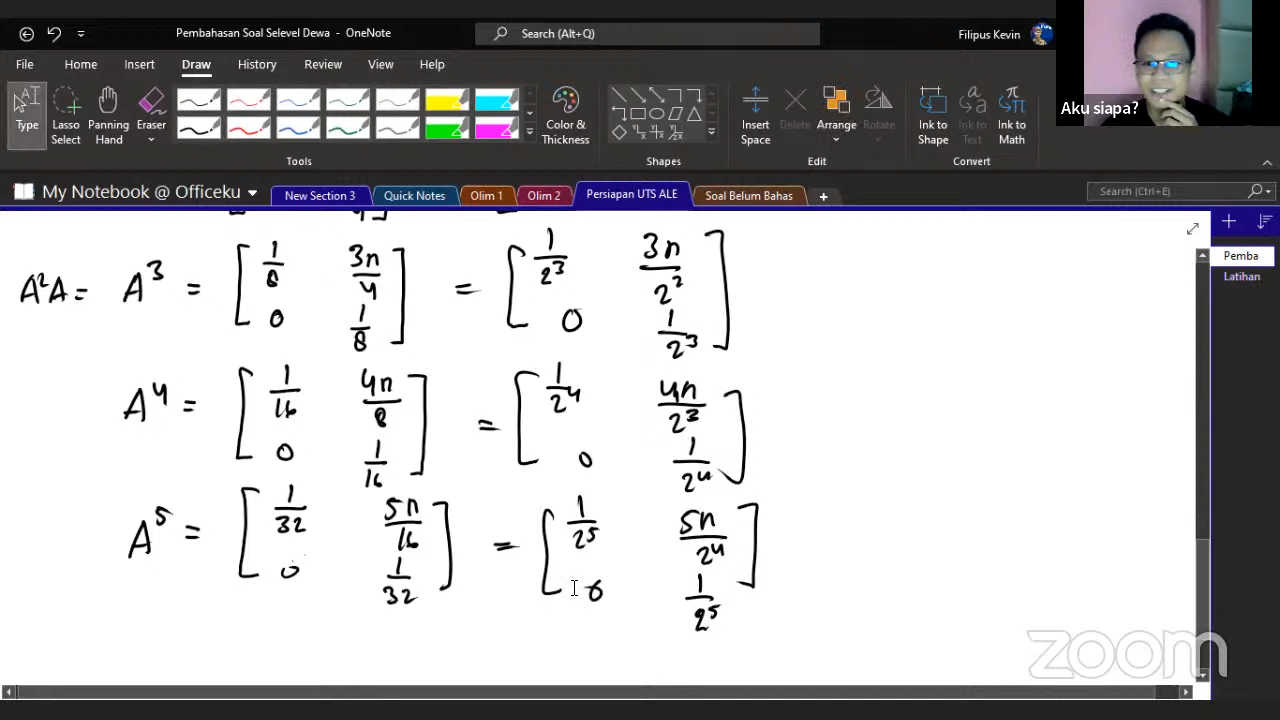 Pembahasan Soal Selevel Dewa - OneNote
Search (Alt+Q)
Filipus Kevin
Aku siapa?
File Home Insert Draw History Review View Help
Type
Lasso Select
Panning Hand
Eraser
Color & Thickness
Insert Space
Delete
Arrange
Rotate
Ink to Shape
Ink to Text
Ink to Math
Tools
Shapes
Edit
Convert
My Notebook @ Officeku
New Section 3
Quick Notes
Olim 1
Olim 2
Persiapan UTS ALE
Soal Belum Bahas
Search (Ctrl+E)
Pemba
Latihan
A²A = A³ = [1/8 3n/4; 0 1/8] = [1/2³ 3n/2²; 0 1/2³]
A⁴ = [1/16 4n/8; 0 1/16] = [1/2⁴ 4n/2³; 0 1/2⁴]
A⁵ = [1/32 5n/16; 0 1/32] = [1/2⁵ 5n/2⁴; 0 1/2⁵]
zoom